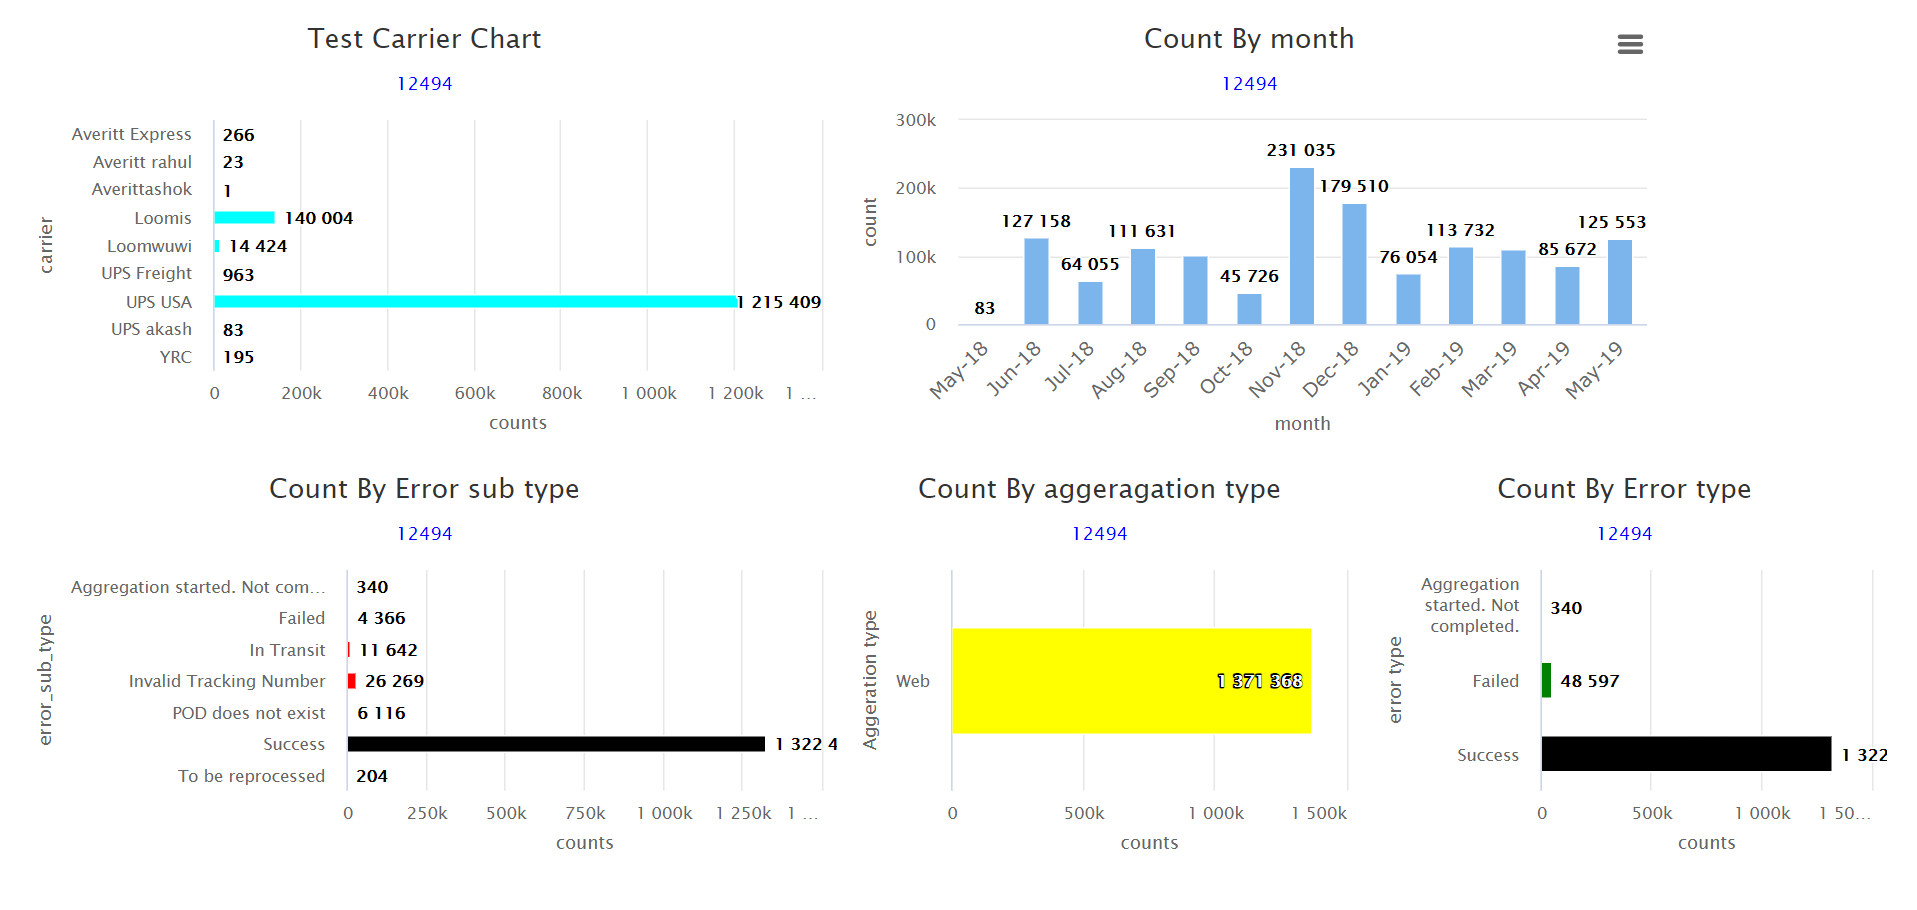 Test Carrier Chart
12494
carrier
Averitt Express 266
Averitt rahul 23
Averittashok 1
Loomis 140 004
Loomwuwi 14 424
UPS Freight 963
UPS USA 1 215 409
UPS akash 83
YRC 195
0 200k 400k 600k 800k 1 000k 1 200k 1 …
counts
Count By month
12494
count
300k
200k
100k
0
83
127 158
64 055
111 631
45 726
231 035
179 510
76 054
113 732
85 672
125 553
May-18 Jun-18 Jul-18 Aug-18 Sep-18 Oct-18 Nov-18 Dec-18 Jan-19 Feb-19 Mar-19 Apr-19 May-19
month
Count By Error sub type
12494
error_sub_type
Aggregation started. Not com… 340
Failed 4 366
In Transit 11 642
Invalid Tracking Number 26 269
POD does not exist 6 116
Success 1 322 4
To be reprocessed 204
0 250k 500k 750k 1 000k 1 250k 1 …
counts
Count By aggeragation type
12494
Aggeration type
Web 1 371 368
0 500k 1 000k 1 500k
counts
Count By Error type
12494
error type
Aggregation
started. Not
completed.
340
Failed 48 597
Success 1 322
0 500k 1 000k 1 50…
counts